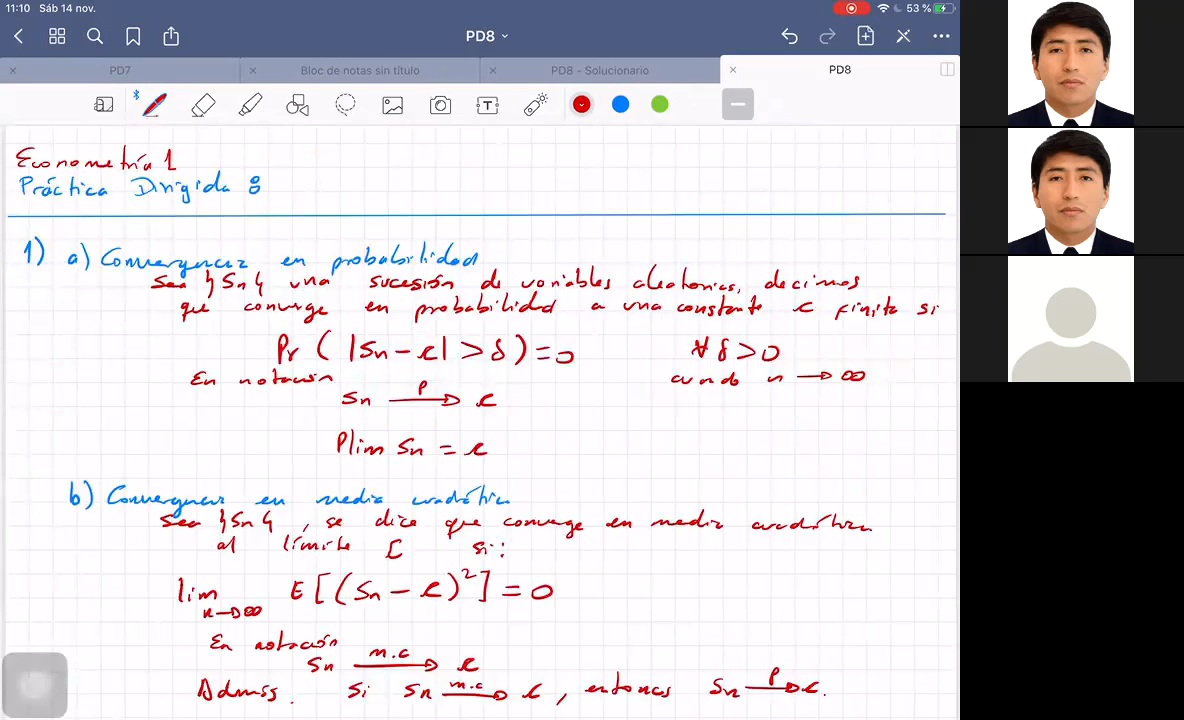 11:10 Sáb 14 nov. 53 %
PD8
PD7 Bloc de notas sin título PD8 - Solucionario PD8
Econometría 1
Práctica Dirigida 8
1) a) Convergencia en probabilidad
Sea {Sn} una sucesión de variables aleatorias, decimos
que converge en probabilidad a una constante c finita si
Pr ( |Sn - c| > δ ) = 0 ∀ δ > 0
En notación cuando n → ∞
Sn -p→ c
Plim Sn = c
b) Convergencia en media cuadrática
Sea {Sn}, se dice que converge en media cuadrática
al límite c si:
lim n→∞ E[(Sn - c)²] = 0
En notación
Sn -m.c→ c
Además. Si Sn -m.c→ c, entonces Sn -p→ c.